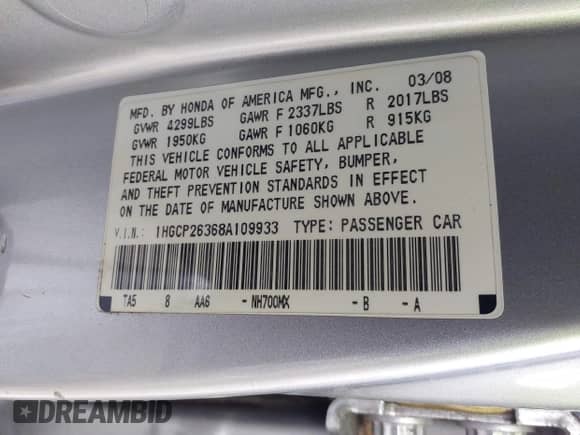 MFD. BY HONDA OF AMERICA MFG., INC. 03/08
GVWR 4299LBS GAWR F 2337LBS R 2017LBS
GVWR 1950KG GAWR F 1060KG R 915KG
THIS VEHICLE CONFORMS TO ALL APPLICABLE
FEDERAL MOTOR VEHICLE SAFETY, BUMPER,
AND THEFT PREVENTION STANDARDS IN EFFECT
ON THE DATE OF MANUFACTURE SHOWN ABOVE.
V.I.N.: 1HGCP26368A109933 TYPE: PASSENGER CAR
TA5 8 AA6 -NH700MX -B -A
DREAMBID